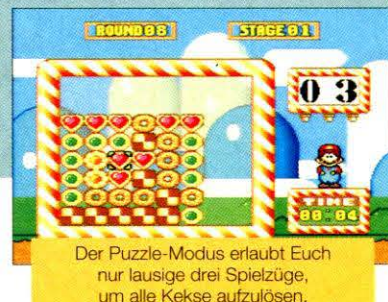 ROUND 08 STAGE 01
03
TIME
00:04
Der Puzzle-Modus erlaubt Euch
nur lausige drei Spielzüge,
um alle Kekse aufzulösen.